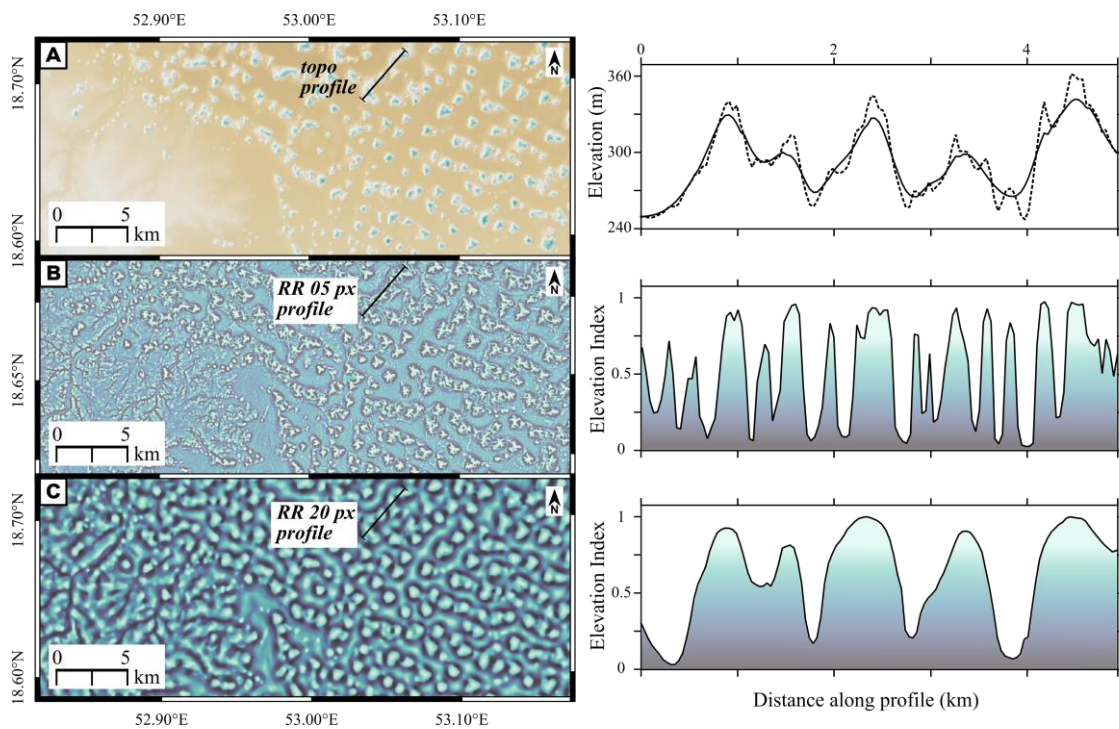 52.90°E 53.00°E 53.10°E
A
topo
profile
N
18.70°N
18.60°N
0 5
km
B
RR 05 px
profile
N
18.65°N
0 5
km
C
RR 20 px
profile
N
18.70°N
18.60°N
0 5
km
52.90°E 53.00°E 53.10°E
0 2 4
360
300
240
Elevation (m)
1
0.5
0
Elevation Index
1
0.5
0
Elevation Index
Distance along profile (km)